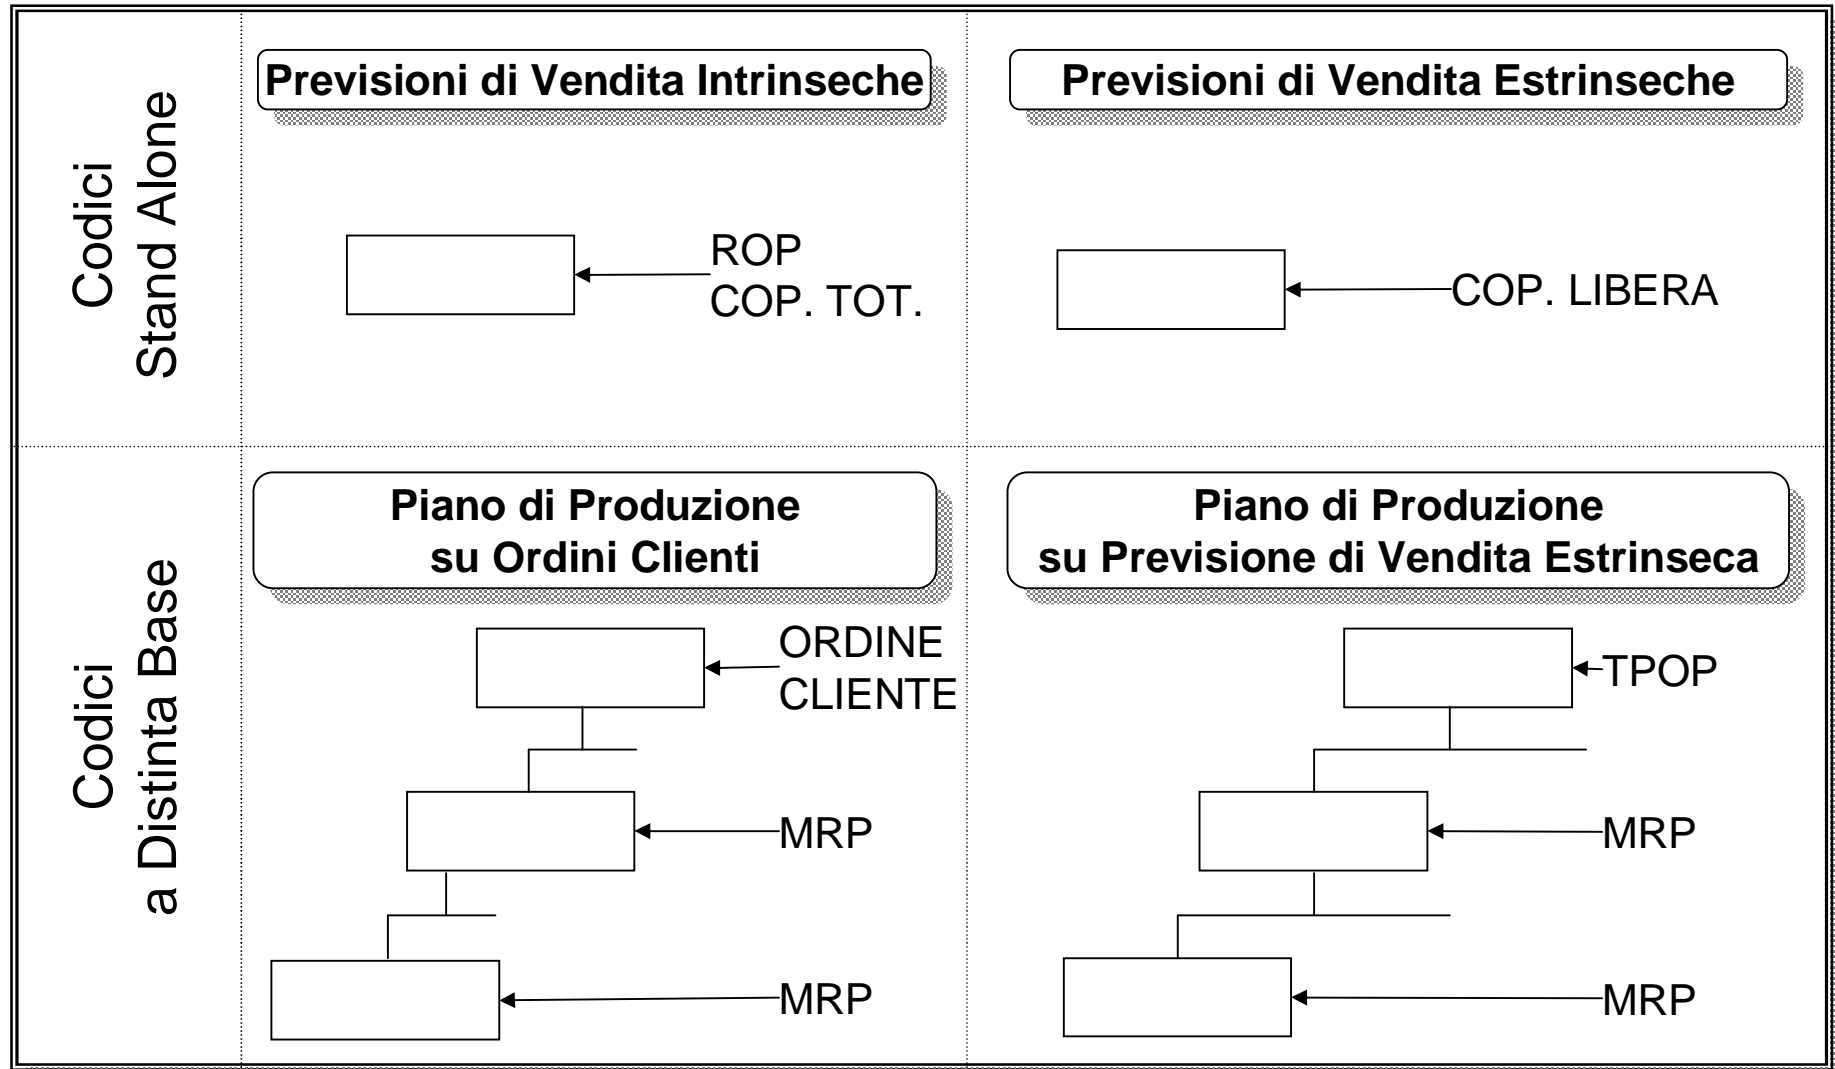 Codici
Stand Alone
Previsioni di Vendita Intrinseche
ROP
COP. TOT.
Previsioni di Vendita Estrinseche
COP. LIBERA
Codici
a Distinta Base
Piano di Produzione
su Ordini Clienti
ORDINE
CLIENTE
MRP
MRP
Piano di Produzione
su Previsione di Vendita Estrinseca
TPOP
MRP
MRP